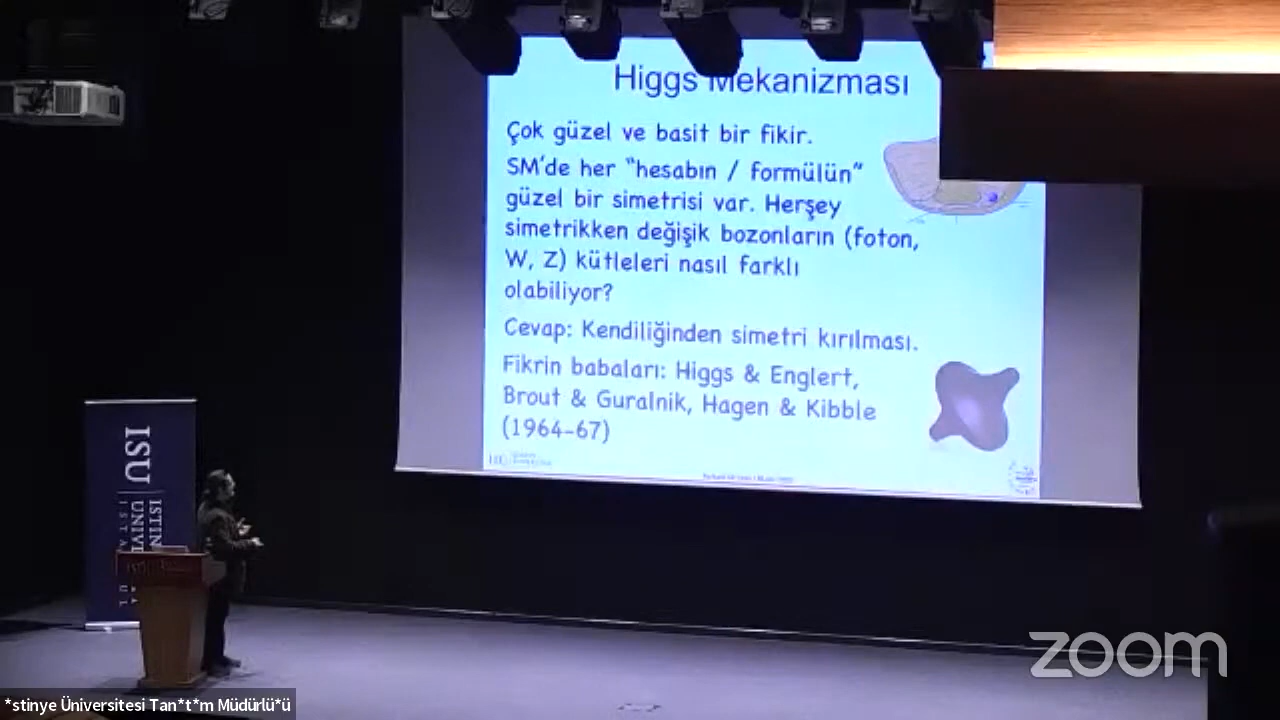 Higgs Mekanizması
Çok güzel ve basit bir fikir.
SM'de her “hesabın / formülün”
güzel bir simetrisi var. Herşey
simetrikken değişik bozonların (foton,
W, Z) kütleleri nasıl farklı
olabiliyor?
Cevap: Kendiliğinden simetri kırılması.
Fikrin babaları: Higgs & Englert,
Brout & Guralnik, Hagen & Kibble
(1964-67)
ISU
zoom
*stinye Üniversitesi Tan*t*m Müdürlü*ü